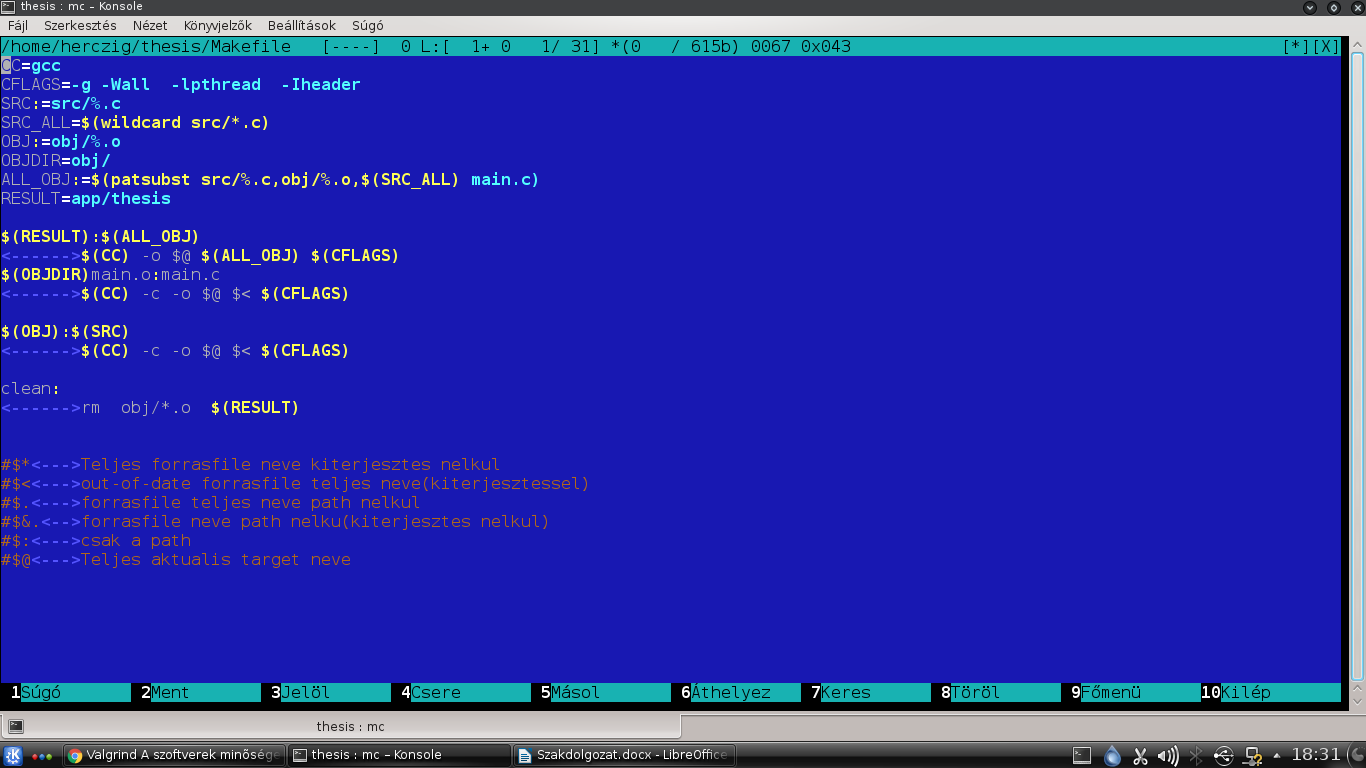 thesis : mc – Konsole
Fájl Szerkesztés Nézet Könyvjelzők Beállítások Súgó
/home/herczig/thesis/Makefile [----] 0 L:[ 1+ 0 1/ 31] *(0 / 615b) 0067 0x043 [*][X]
CC=gcc
CFLAGS=-g -Wall -lpthread -Iheader
SRC:=src/%.c
SRC_ALL=$(wildcard src/*.c)
OBJ:=obj/%.o
OBJDIR=obj/
ALL_OBJ:=$(patsubst src/%.c,obj/%.o,$(SRC_ALL) main.c)
RESULT=app/thesis
$(RESULT):$(ALL_OBJ)
<------>$(CC) -o $@ $(ALL_OBJ) $(CFLAGS)
$(OBJDIR)main.o:main.c
<------>$(CC) -c -o $@ $< $(CFLAGS)
$(OBJ):$(SRC)
<------>$(CC) -c -o $@ $< $(CFLAGS)
clean:
<------>rm obj/*.o $(RESULT)
#$*<--->Teljes forrasfile neve kiterjesztes nelkul
#$<<--->out-of-date forrasfile teljes neve(kiterjesztessel)
#$.<--->forrasfile teljes neve path nelkul
#$&.<-->forrasfile neve path nelku(kiterjesztes nelkul)
#$:<--->csak a path
#$@<--->Teljes aktualis target neve
1Súgó 2Ment 3Jelöl 4Csere 5Másol 6Áthelyez 7Keres 8Töröl 9Főmenü 10Kilép
thesis : mc
Valgrind A szoftverek minősége thesis : mc – Konsole Szakdolgozat.docx - LibreOffice 18:31